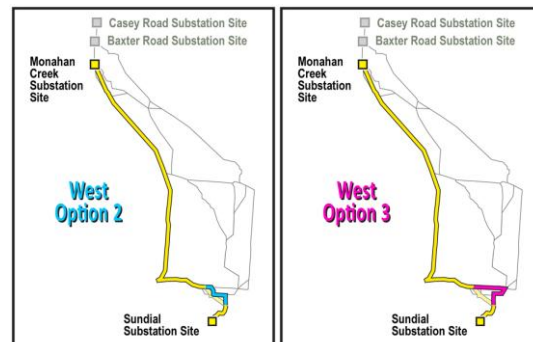 Casey Road Substation Site
Baxter Road Substation Site
Monahan
Creek
Substation
Site
West
Option 2
Sundial
Substation Site
Casey Road Substation Site
Baxter Road Substation Site
Monahan
Creek
Substation
Site
West
Option 3
Sundial
Substation Site